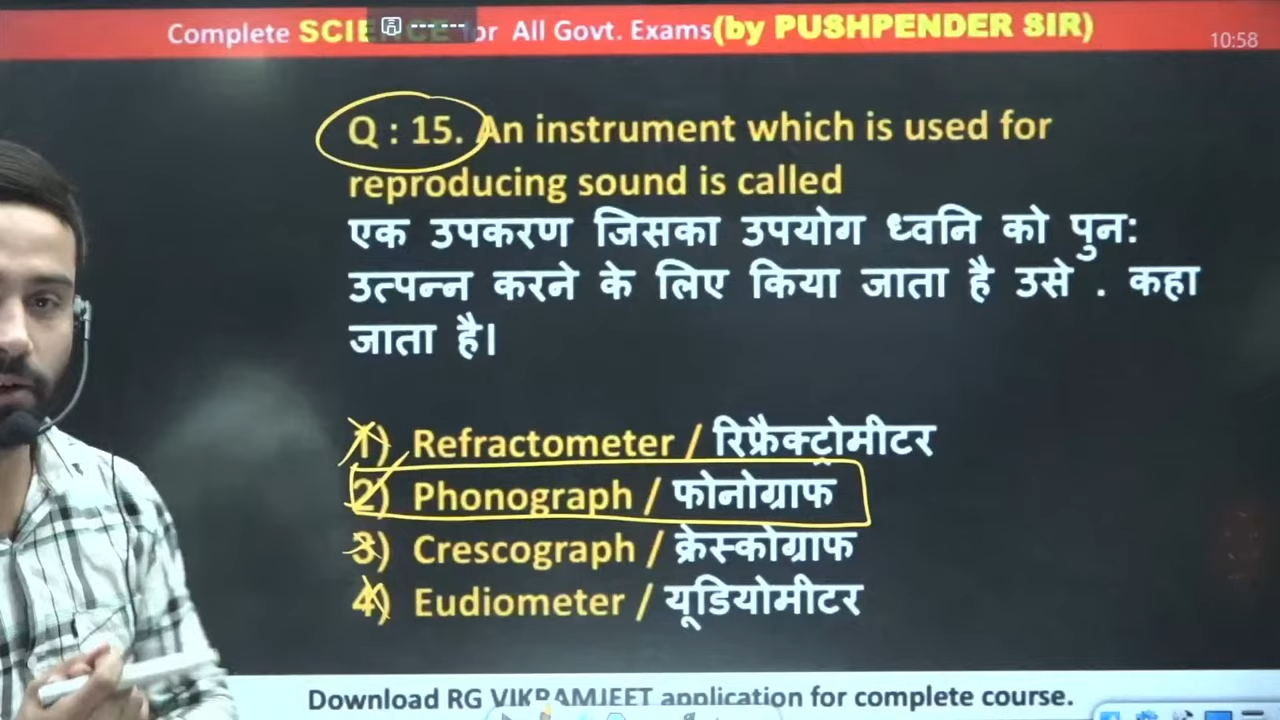 Complete SCIENCE for All Govt. Exams(by PUSHPENDER SIR)
10:58
Q : 15. An instrument which is used for
reproducing sound is called
एक उपकरण जिसका उपयोग ध्वनि को पुन:
उत्पन्न करने के लिए किया जाता है उसे . कहा
जाता है।
1) Refractometer / रिफ्रैक्ट्रोमीटर
2) Phonograph / फोनोग्राफ
3) Crescograph / क्रेस्कोग्राफ
4) Eudiometer / यूडियोमीटर
Download RG VIKRAMJEET application for complete course.